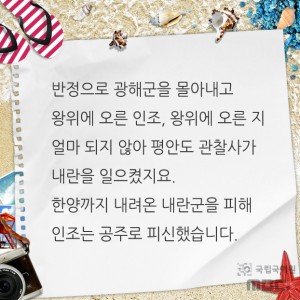 반정으로 광해군을 몰아내고
왕위에 오른 인조, 왕위에 오른 지
얼마 되지 않아 평안도 관찰사가
내란을 일으켰지요.
한양까지 내려온 내란군을 피해
인조는 공주로 피신했습니다.
국립국어원